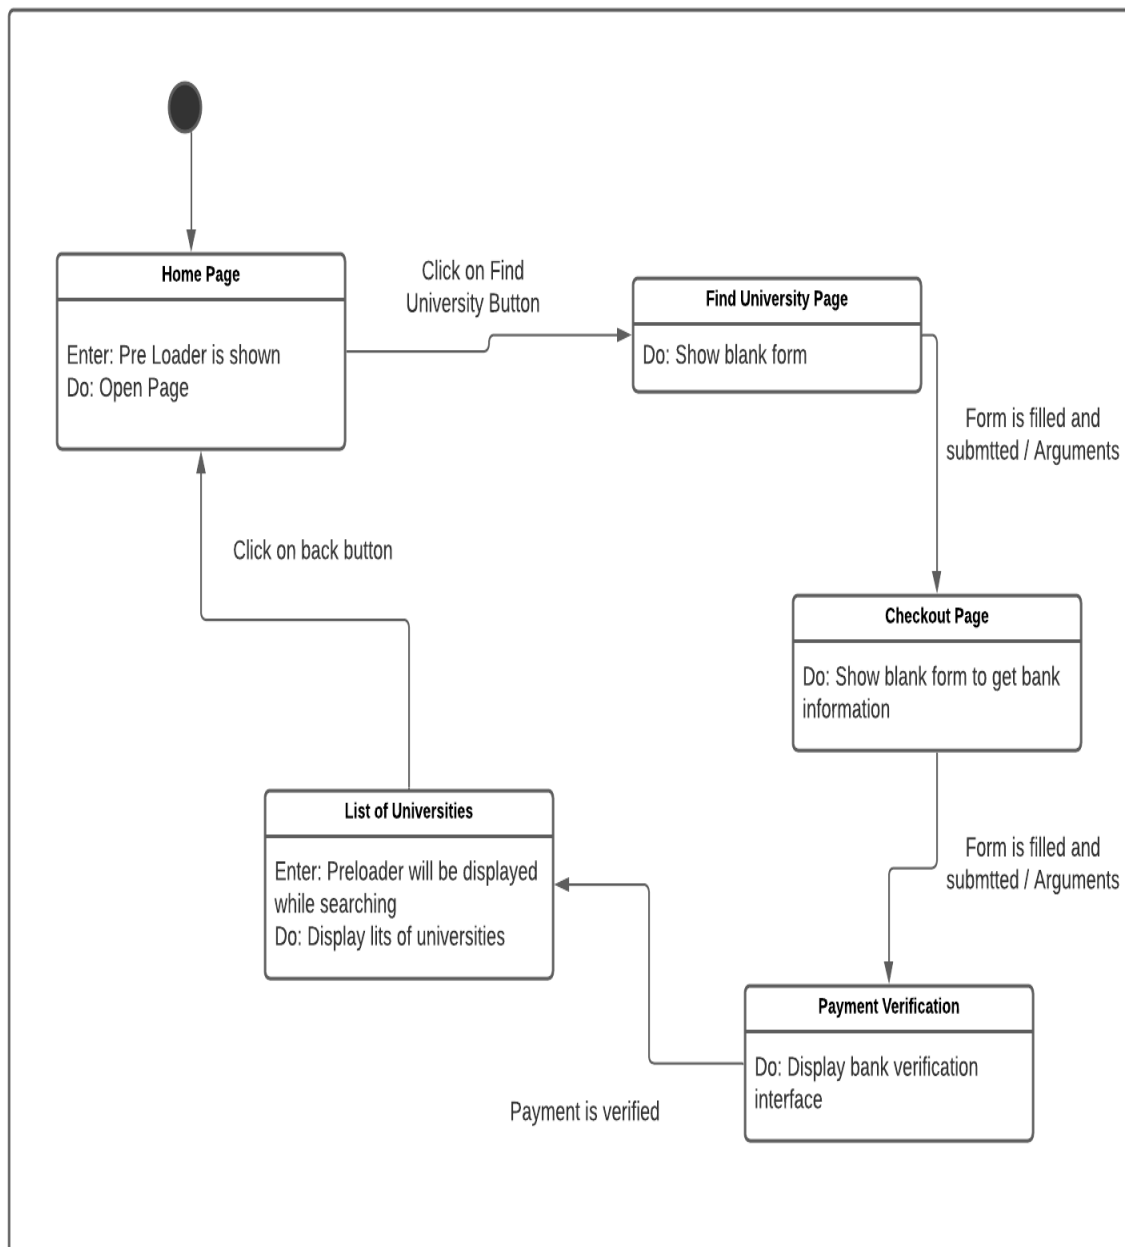 Home Page
Enter: Pre Loader is shown
Do: Open Page
Click on Find
University Button
Find University Page
Do: Show blank form
Form is filled and
submtted / Arguments
Checkout Page
Do: Show blank form to get bank
information
Form is filled and
submtted / Arguments
Payment Verification
Do: Display bank verification
interface
Payment is verified
List of Universities
Enter: Preloader will be displayed
while searching
Do: Display lits of universities
Click on back button